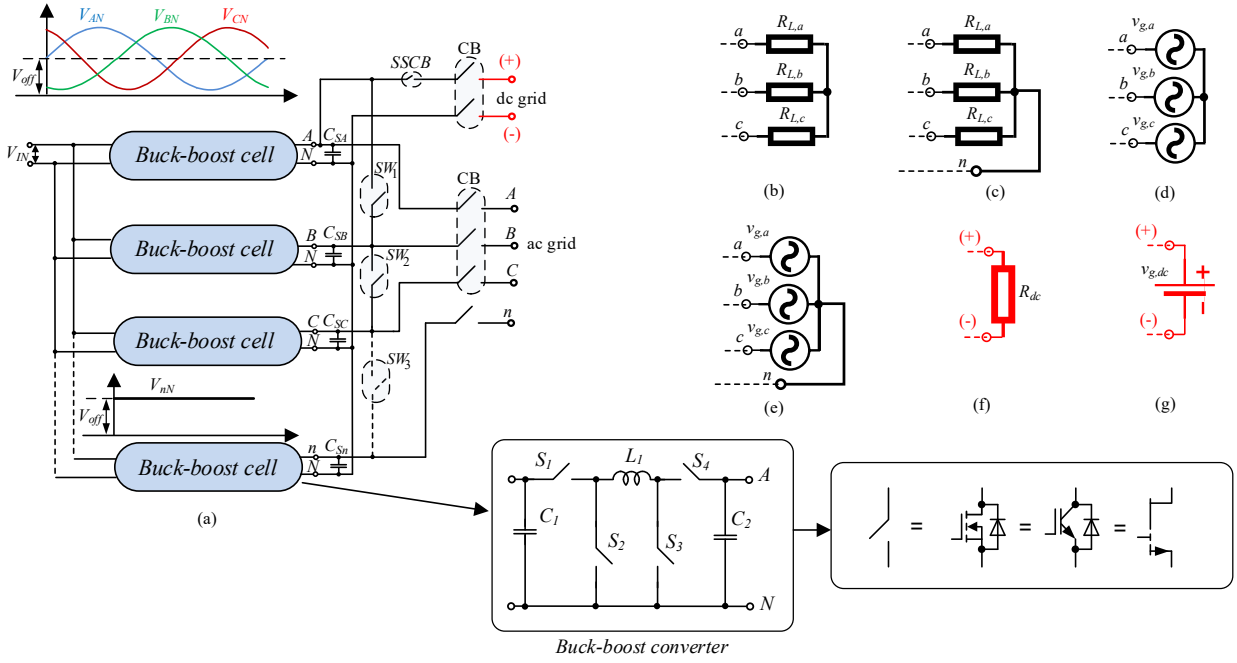 V_AN V_BN V_CN
V_off
SSCB CB
(+)
dc grid
(-)
V_IN
Buck-boost cell
A C_SA
N
SW_1
CB
A
Buck-boost cell
B C_SB
N
B
ac grid
SW_2
C
Buck-boost cell
C C_SC
N
n
SW_3
V_nN
V_off
Buck-boost cell
n C_Sn
N
(a)
a R_L,a
b R_L,b
c R_L,c
(b)
a R_L,a
b R_L,b
c R_L,c
n
(c)
v_g,a
a
v_g,b
b
v_g,c
c
(d)
v_g,a
a
v_g,b
b
v_g,c
c
n
(e)
(+)
R_dc
(-)
(f)
(+)
v_g,dc
+
(-)
(g)
S_1 L_1 S_4 A
C_1 S_2 S_3 C_2
N
Buck-boost converter
= = =